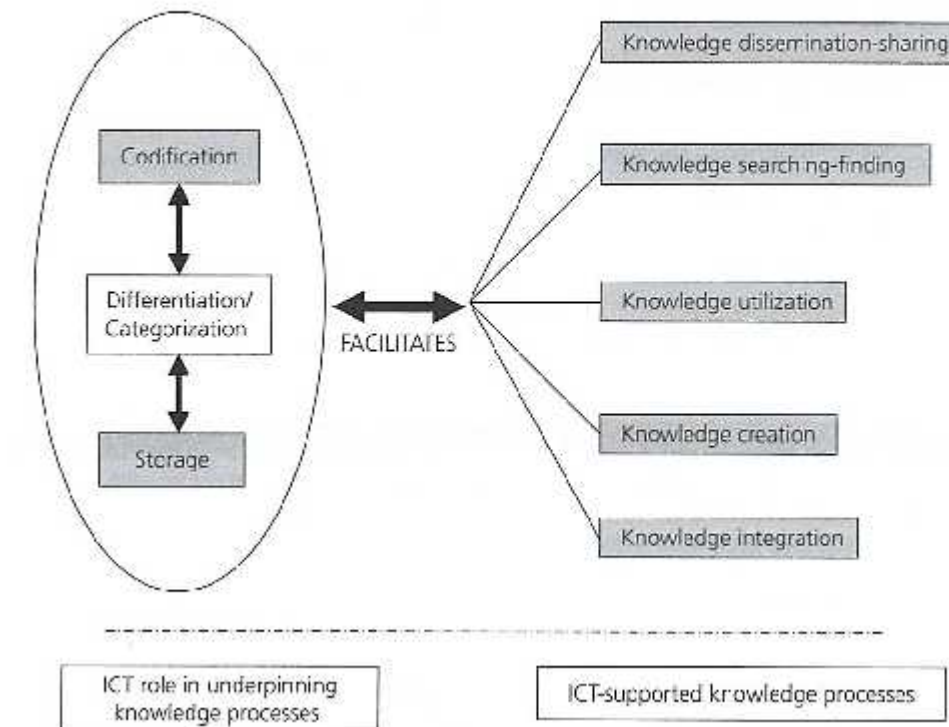 Codification
Differentiation/
Categorization
Storage
FACILITATES
Knowledge dissemination-sharing
Knowledge searching-finding
Knowledge utilization
Knowledge creation
Knowledge integration
ICT role in underpinning
knowledge processes
ICT-supported knowledge processes